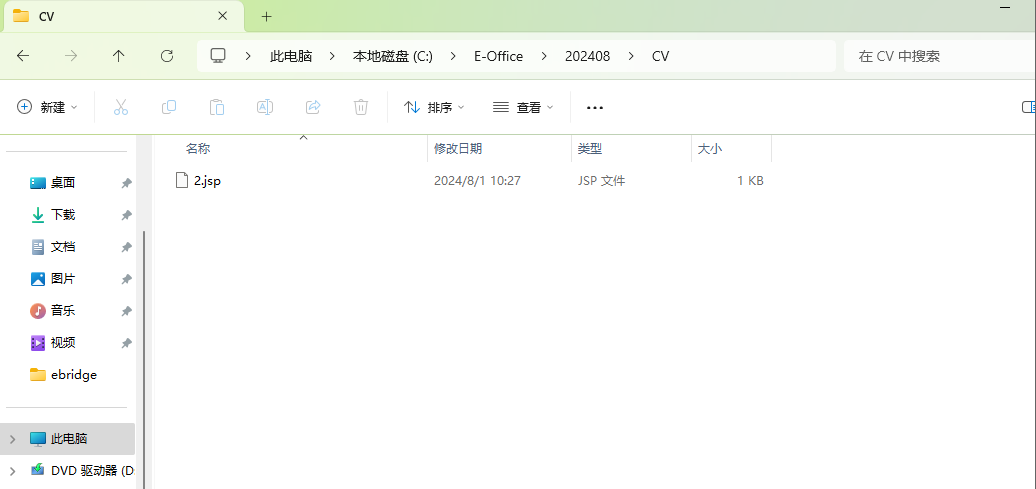 CV
此电脑 本地磁盘 (C:) E-Office 202408 CV 在 CV 中搜索
新建 排序 查看
名称 修改日期 类型 大小
2.jsp 2024/8/1 10:27 JSP 文件 1 KB
桌面
下载
文档
图片
音乐
视频
ebridge
此电脑
DVD 驱动器 (D: